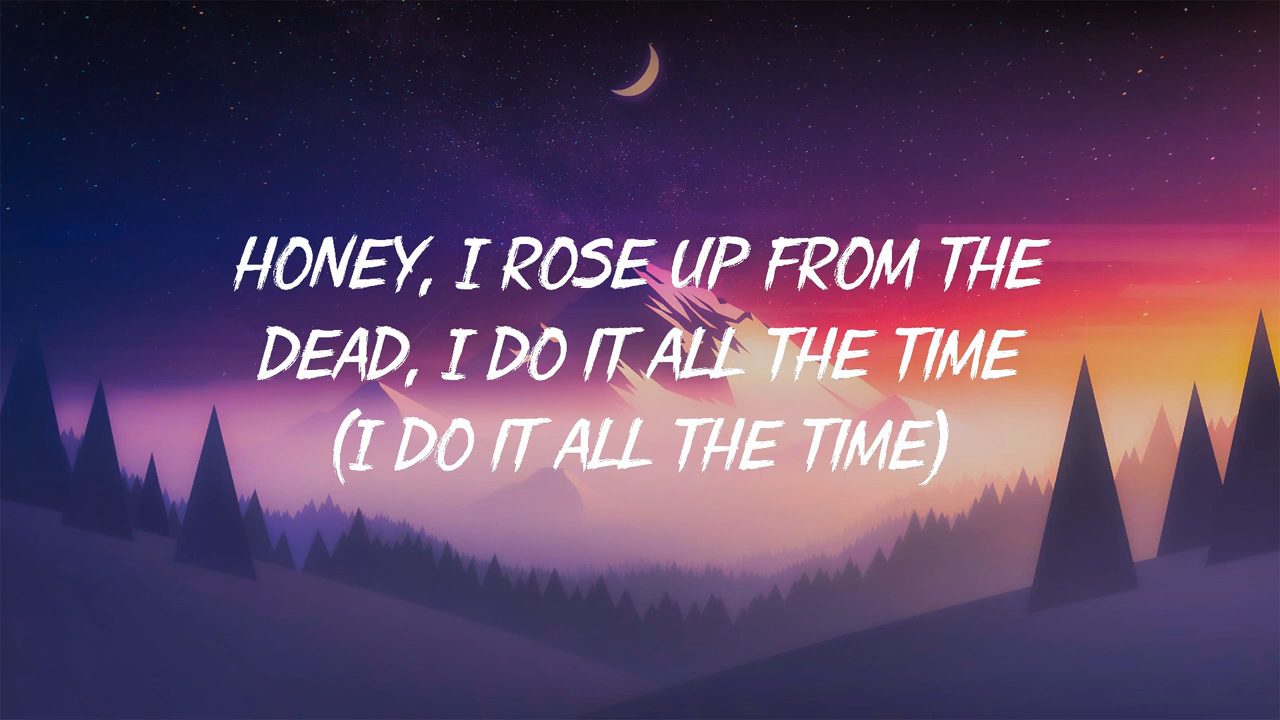 HONEY, I ROSE UP FROM THE
DEAD, I DO IT ALL THE TIME
(I DO IT ALL THE TIME)